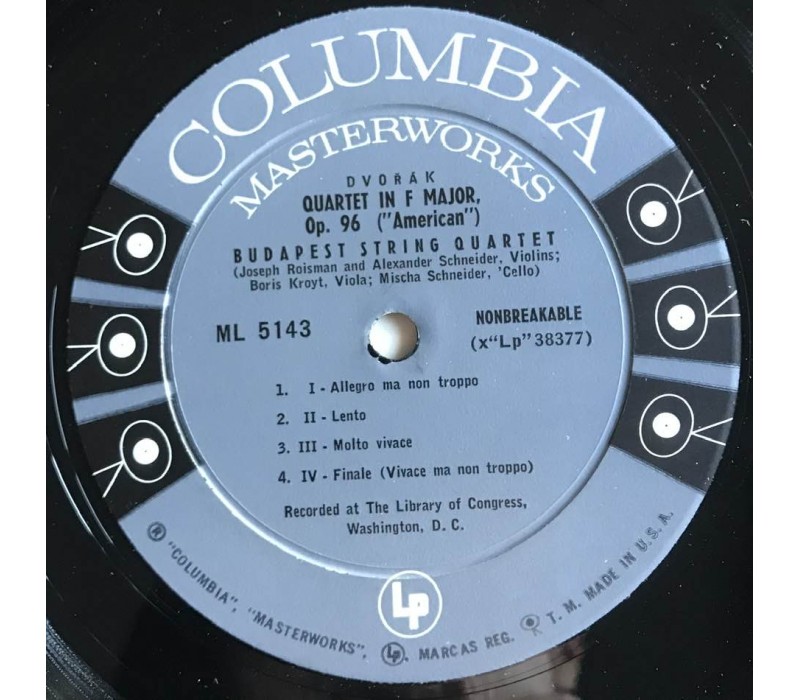 COLUMBIA
MASTERWORKS
DVOŘÁK
QUARTET IN F MAJOR,
Op. 96 ("American")
BUDAPEST STRING QUARTET
(Joseph Roisman and Alexander Schneider, Violins;
Boris Kroyt, Viola; Mischa Schneider, 'Cello)
ML 5143
NONBREAKABLE
(x"Lp"38377)
1. I - Allegro ma non troppo
2. II - Lento
3. III - Molto vivace
4. IV - Finale (Vivace ma non troppo)
Recorded at The Library of Congress,
Washington, D. C.
Lp
® "COLUMBIA", "MASTERWORKS", Lp, MARCAS REG. T. M. MADE IN U. S. A.